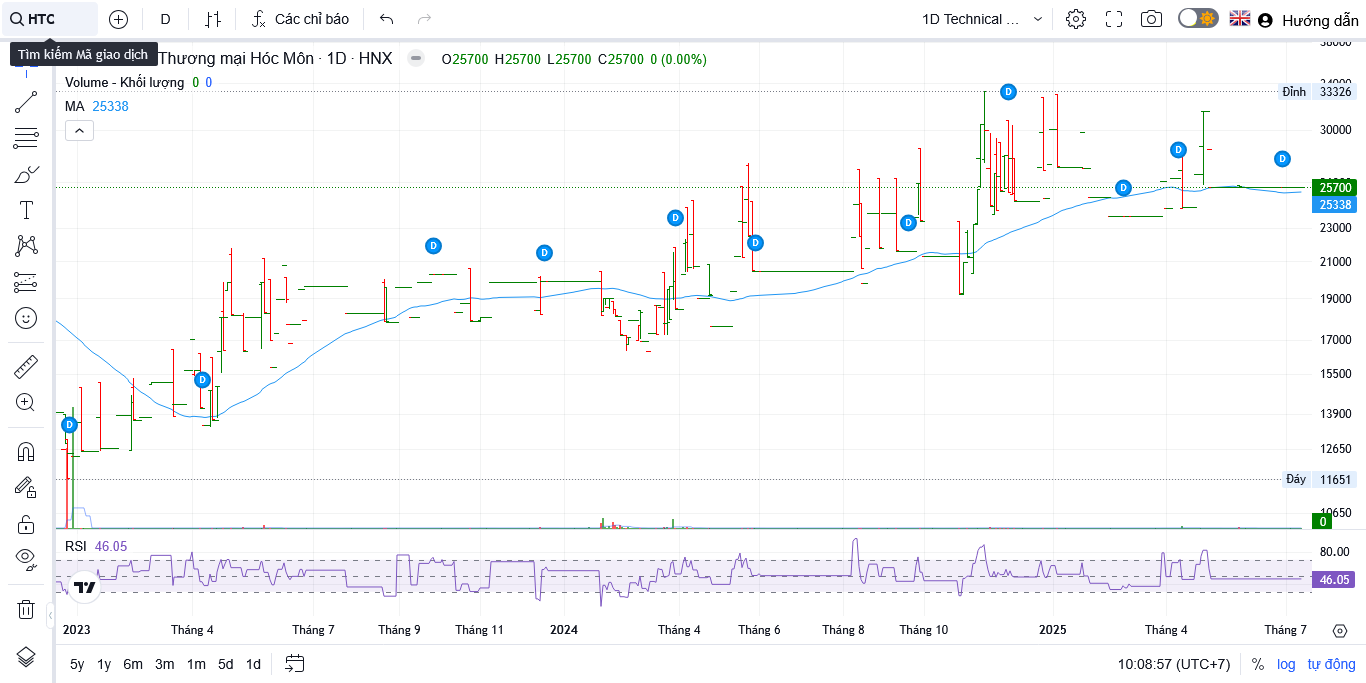 HTC
D
Các chỉ báo
1D Technical ...
Hướng dẫn
Tìm kiếm Mã giao dịch
Thương mại Hóc Môn · 1D · HNX
O25700 H25700 L25700 C25700 0 (0.00%)
Volume - Khối lượng 0 0
MA 25338
34000
Đỉnh 33326
30000
25700
25338
23000
21000
19000
17000
15500
13900
12650
Đáy 11651
10650
0
RSI 46.05
80.00
46.05
D
D
D
D
D
D
D
D
D
D
D
2023 Tháng 4 Tháng 7 Tháng 9 Tháng 11 2024 Tháng 4 Tháng 6 Tháng 8 Tháng 10 2025 Tháng 4 Tháng 7
5y 1y 6m 3m 1m 5d 1d
10:08:57 (UTC+7) % log tự động